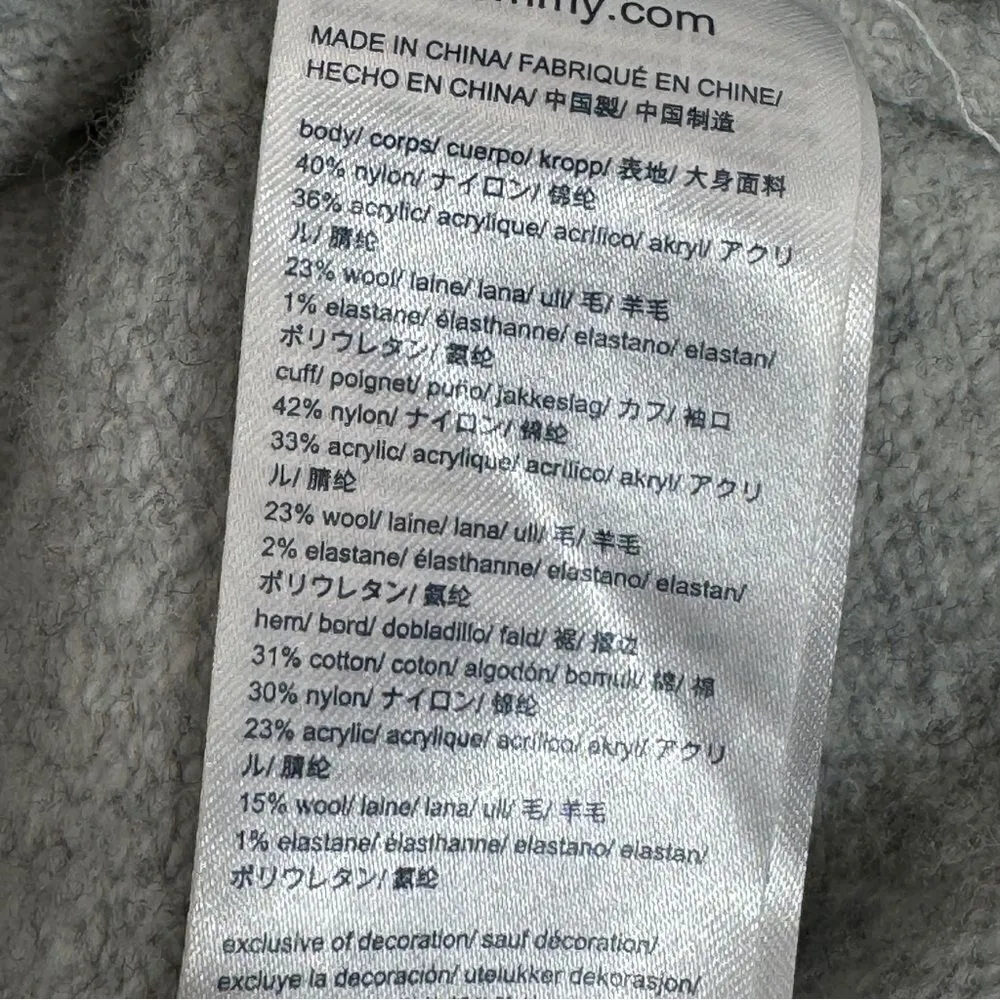 mmy.com
MADE IN CHINA/ FABRIQUÉ EN CHINE/
HECHO EN CHINA/ 中国製/ 中国制造
body/ corps/ cuerpo/ kropp/ 表地/ 大身面料
40% nylon/ ナイロン/ 锦纶
36% acrylic/ acrylique/ acrílico/ akryl/ アクリ
ル/ 腈纶
23% wool/ laine/ lana/ ull/ 毛/ 羊毛
1% elastane/ élasthanne/ elastano/ elastan/
ポリウレタン/ 氨纶
cuff/ poignet/ puño/ jakkeslag/ カフ/ 袖口
42% nylon/ ナイロン/ 锦纶
33% acrylic/ acrylique/ acrílico/ akryl/ アクリ
ル/ 腈纶
23% wool/ laine/ lana/ ull/ 毛/ 羊毛
2% elastane/ élasthanne/ elastano/ elastan/
ポリウレタン/ 氨纶
hem/ bord/ dobladillo/ fald/ 裾/ 摆边
31% cotton/ coton/ algodón/ bomull/ 綿/ 棉
30% nylon/ ナイロン/ 锦纶
23% acrylic/ acrylique/ acrílico/ akryl/ アクリ
ル/ 腈纶
15% wool/ laine/ lana/ ull/ 毛/ 羊毛
1% elastane/ élasthanne/ elastano/ elastan/
ポリウレタン/ 氨纶
exclusive of decoration/ sauf décoration/
excluye la decoración/ utelukker dekorasjon/